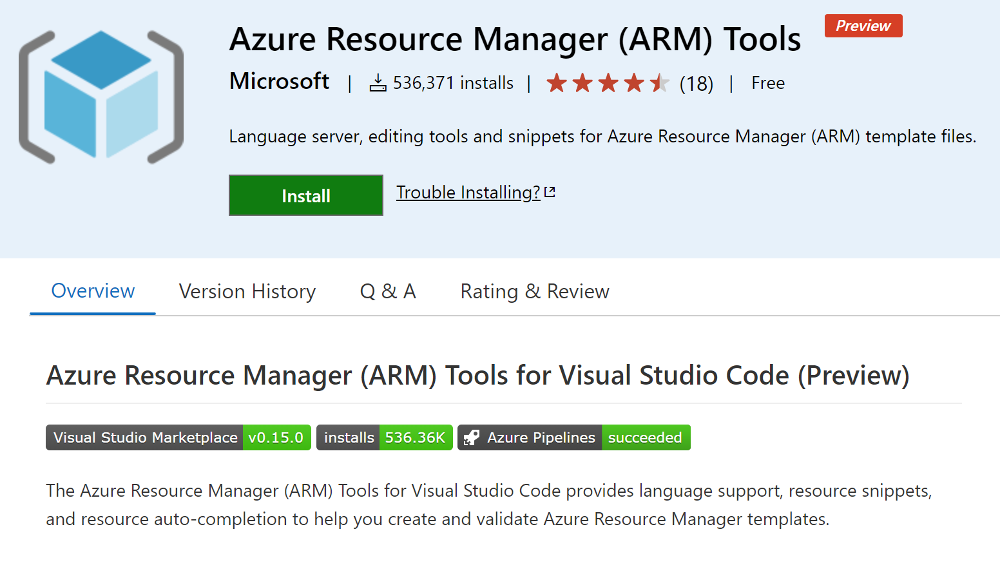 Azure Resource Manager (ARM) Tools
Preview
Microsoft | 536,371 installs | (18) | Free
Language server, editing tools and snippets for Azure Resource Manager (ARM) template files.
Install
Trouble Installing?
Overview
Version History
Q & A
Rating & Review
Azure Resource Manager (ARM) Tools for Visual Studio Code (Preview)
Visual Studio Marketplace v0.15.0
installs 536.36K
Azure Pipelines succeeded
The Azure Resource Manager (ARM) Tools for Visual Studio Code provides language support, resource snippets,
and resource auto-completion to help you create and validate Azure Resource Manager templates.